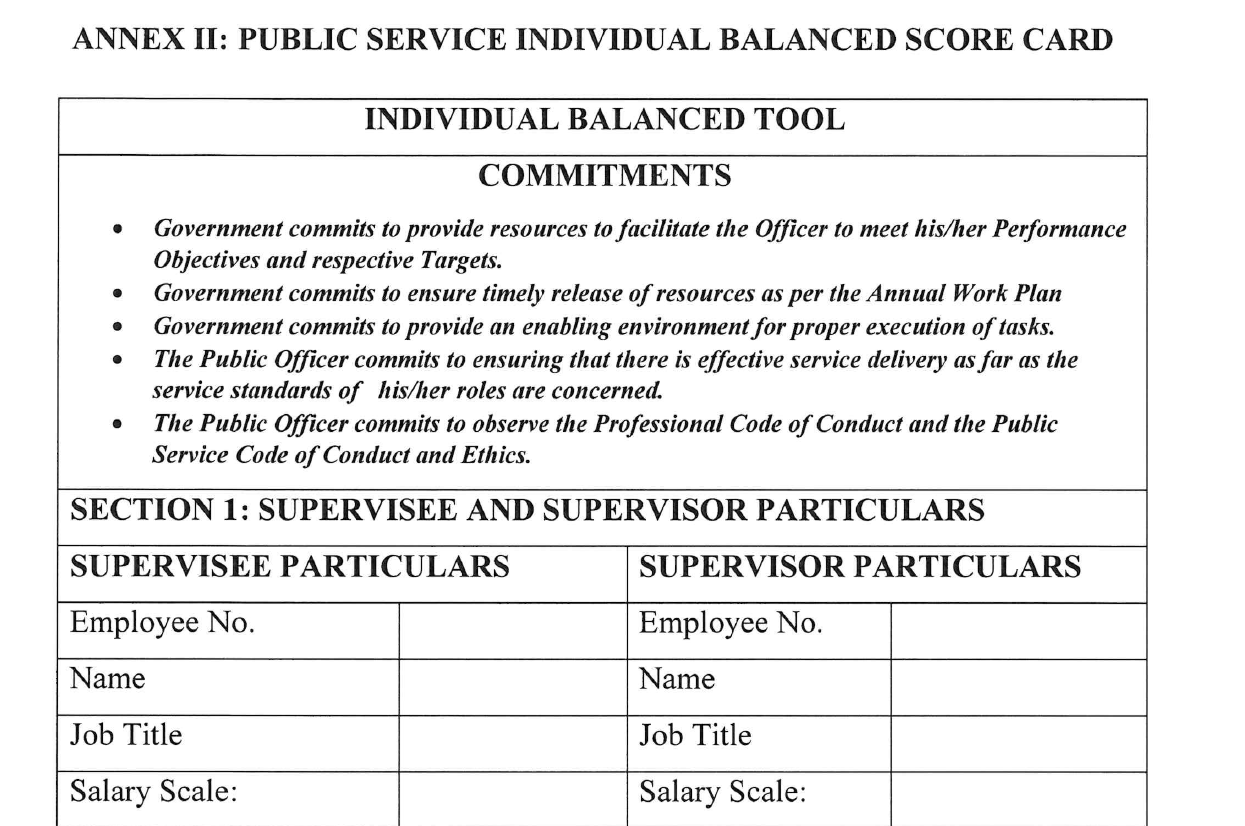 ANNEX II: PUBLIC SERVICE INDIVIDUAL BALANCED SCORE CARD
INDIVIDUAL BALANCED TOOL
COMMITMENTS
• Government commits to provide resources to facilitate the Officer to meet his/her Performance
Objectives and respective Targets.
• Government commits to ensure timely release of resources as per the Annual Work Plan
• Government commits to provide an enabling environment for proper execution of tasks.
• The Public Officer commits to ensuring that there is effective service delivery as far as the
service standards of his/her roles are concerned.
• The Public Officer commits to observe the Professional Code of Conduct and the Public
Service Code of Conduct and Ethics.
SECTION 1: SUPERVISEE AND SUPERVISOR PARTICULARS
SUPERVISEE PARTICULARS SUPERVISOR PARTICULARS
Employee No. Employee No.
Name Name
Job Title Job Title
Salary Scale: Salary Scale: